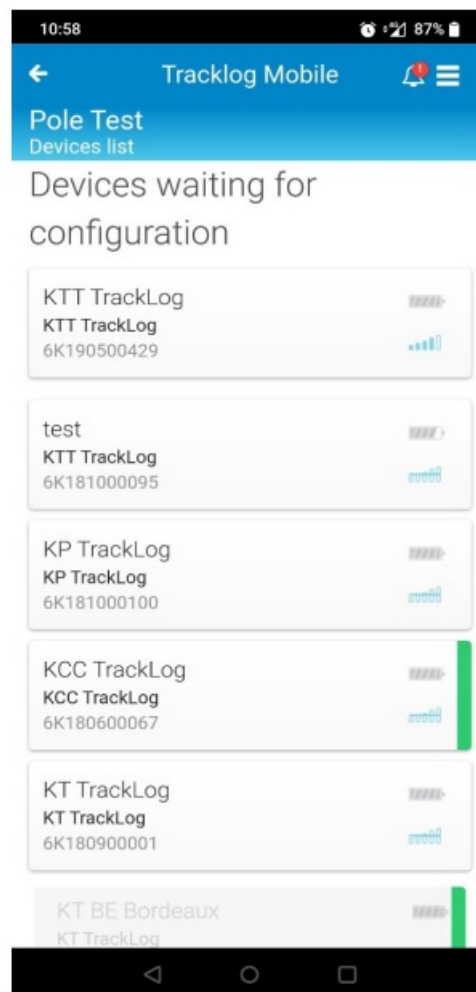 10:58
87%
Tracklog Mobile
Pole Test
Devices list
Devices waiting for
configuration
KTT TrackLog
KTT TrackLog
6K190500429
test
KTT TrackLog
6K181000095
KP TrackLog
KP TrackLog
6K181000100
KCC TrackLog
KCC TrackLog
6K180600067
KT TrackLog
KT TrackLog
6K180900001
KT BE Bordeaux
KT TrackLog